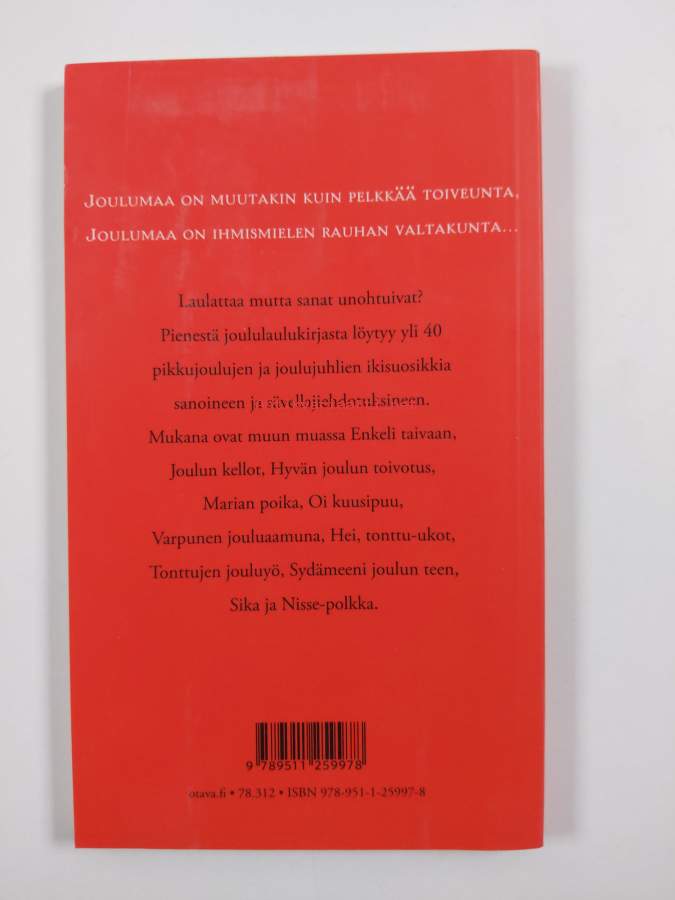 JOULUMAA ON MUUTAKIN KUIN PELKKÄÄ TOIVEUNTA,
JOULUMAA ON IHMISMIELEN RAUHAN VALTAKUNTA...
Laulattaa mutta sanat unohtuivat?
Pienestä joululaulukirjasta löytyy yli 40
pikkujoulujen ja joulujuhlien ikisuosikkia
sanoineen ja sävellajiehdotuksineen.
Mukana ovat muun muassa Enkeli taivaan,
Joulun kellot, Hyvän joulun toivotus,
Marian poika, Oi kuusipuu,
Varpunen jouluaamuna, Hei, tonttu-ukot,
Tonttujen jouluyö, Sydämeeni joulun teen,
Sika ja Nisse-polkka.
9 789511 259978
otava.fi • 78.312 • ISBN 978-951-1-25997-8